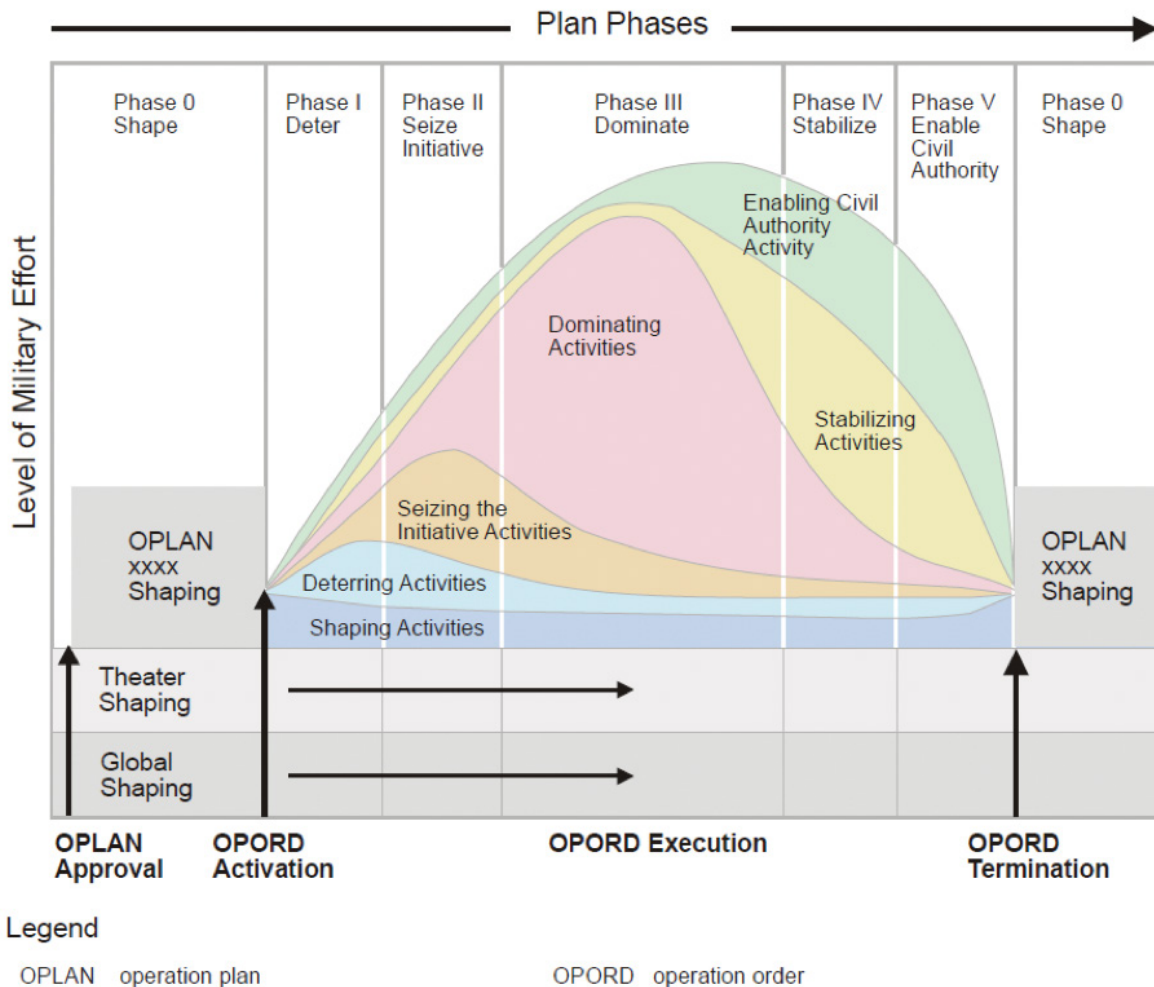 Plan Phases
Phase 0
Shape
Phase I
Deter
Phase II
Seize
Initiative
Phase III
Dominate
Phase IV
Stabilize
Phase V
Enable
Civil
Authority
Phase 0
Shape
Level of Military Effort
Enabling Civil
Authority
Activity
Dominating
Activities
Stabilizing
Activities
Seizing the
Initiative Activities
Deterring Activities
Shaping Activities
OPLAN
xxxx
Shaping
OPLAN
xxxx
Shaping
Theater
Shaping
Global
Shaping
OPLAN
Approval
OPORD
Activation
OPORD Execution
OPORD
Termination
Legend
OPLAN operation plan
OPORD operation order